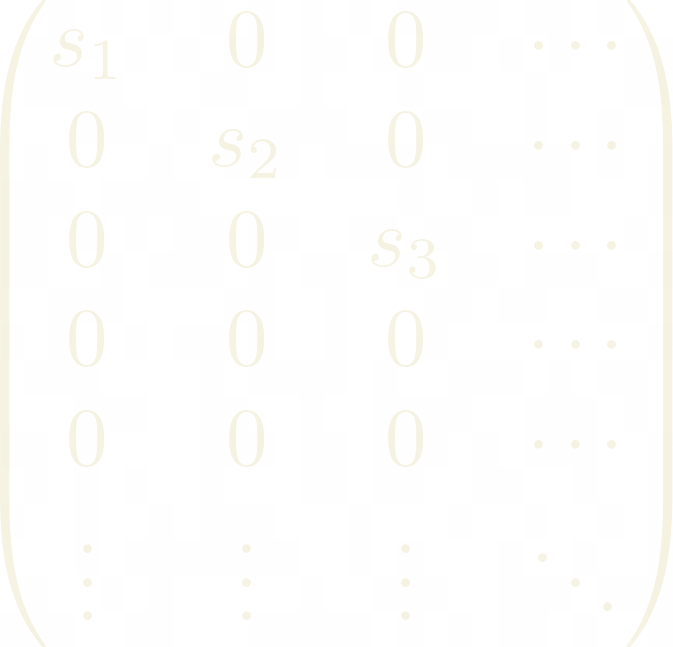 s₁ 0 0 ⋯
0 s₂ 0 ⋯
0 0 s₃ ⋯
0 0 0 ⋯
0 0 0 ⋯
⋮ ⋮ ⋮ ⋱